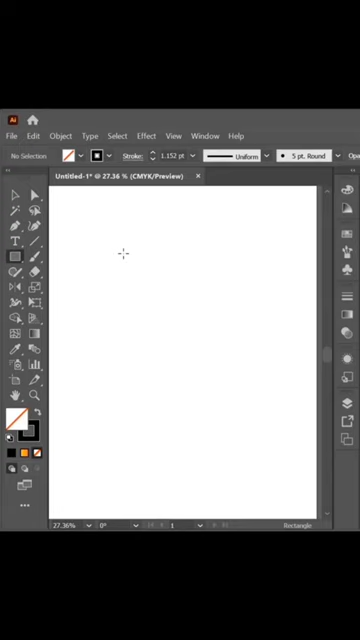 Ai
File Edit Object Type Select Effect View Window Help
No Selection Stroke: 1.152 pt Uniform 5 pt. Round Opa
Untitled-1* @ 27.36 % (CMYK/Preview) ×
27.36% 0° 1 Rectangle